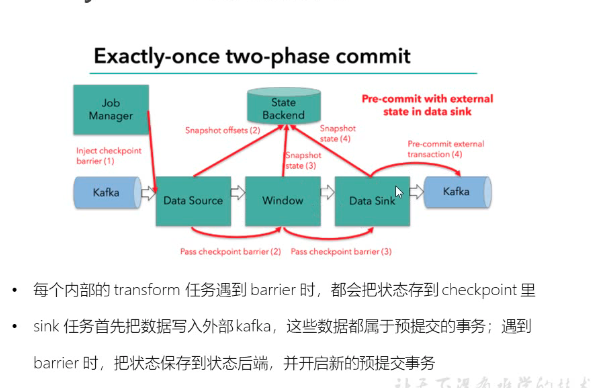 Exactly-once two-phase commit
Job
Manager
State
Backend
Pre-commit with external
state in data sink
Snapshot offsets (2)
Snapshot
state (4)
Inject checkpoint
barrier (1)
Snapshot
state (3)
Pre-commit external
transaction (4)
Kafka
Data Source
Window
Data Sink
Kafka
Pass checkpoint barrier (2)
Pass checkpoint barrier (3)
• 每个内部的 transform 任务遇到 barrier 时，都会把状态存到 checkpoint 里
• sink 任务首先把数据写入外部 kafka，这些数据都属于预提交的事务；遇到
barrier 时，把状态保存到状态后端，并开启新的预提交事务